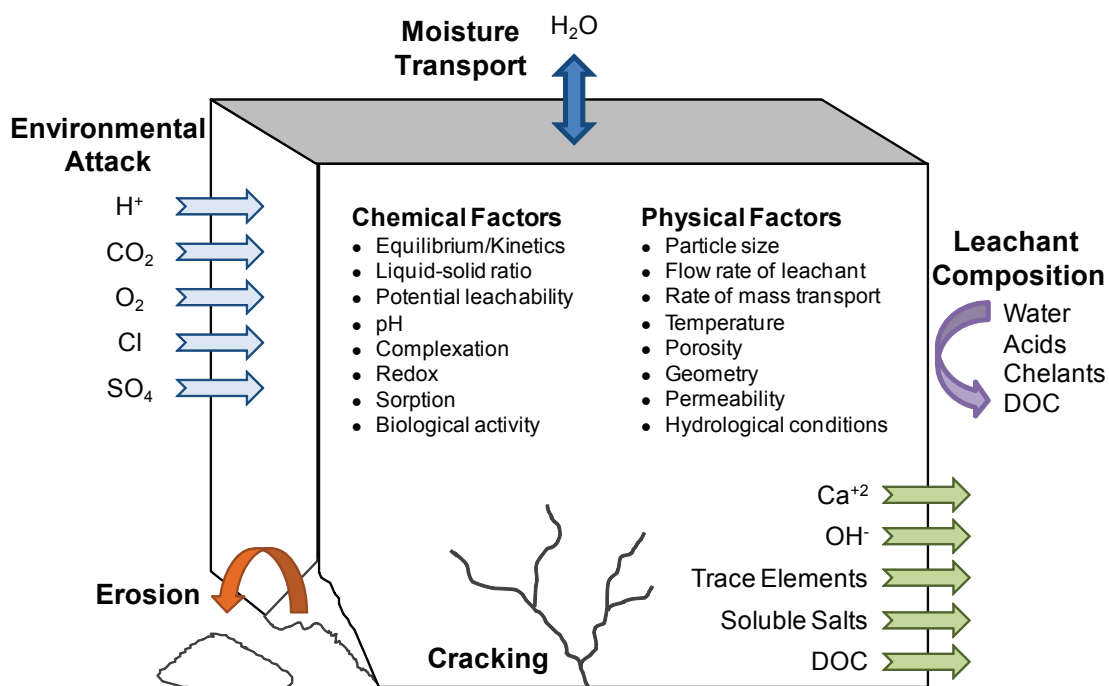 Moisture
Transport
H₂O
Environmental
Attack
H⁺
CO₂
O₂
Cl
SO₄
Chemical Factors
• Equilibrium/Kinetics
• Liquid-solid ratio
• Potential leachability
• pH
• Complexation
• Redox
• Sorption
• Biological activity
Physical Factors
• Particle size
• Flow rate of leachant
• Rate of mass transport
• Temperature
• Porosity
• Geometry
• Permeability
• Hydrological conditions
Leachant
Composition
Water
Acids
Chelants
DOC
Ca⁺²
OH⁻
Trace Elements
Soluble Salts
DOC
Erosion
Cracking